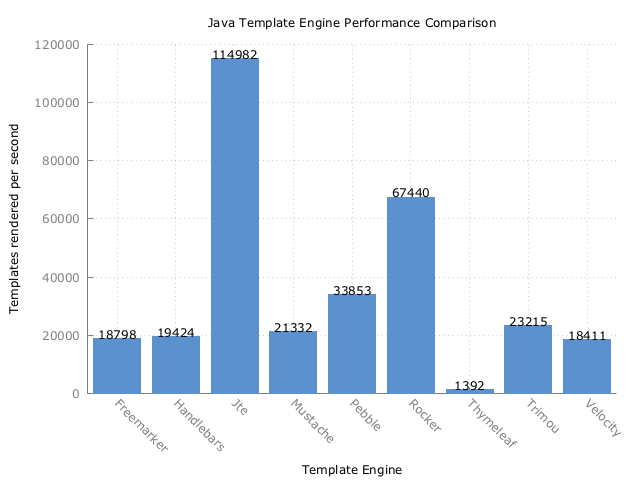 Java Template Engine Performance Comparison
Templates rendered per second
120000
100000
80000
60000
40000
20000
0
18798
19424
114982
21332
33853
67440
1392
23215
18411
Freemarker
Handlebars
Jte
Mustache
Pebble
Rocker
Thymeleaf
Trimou
Velocity
Template Engine